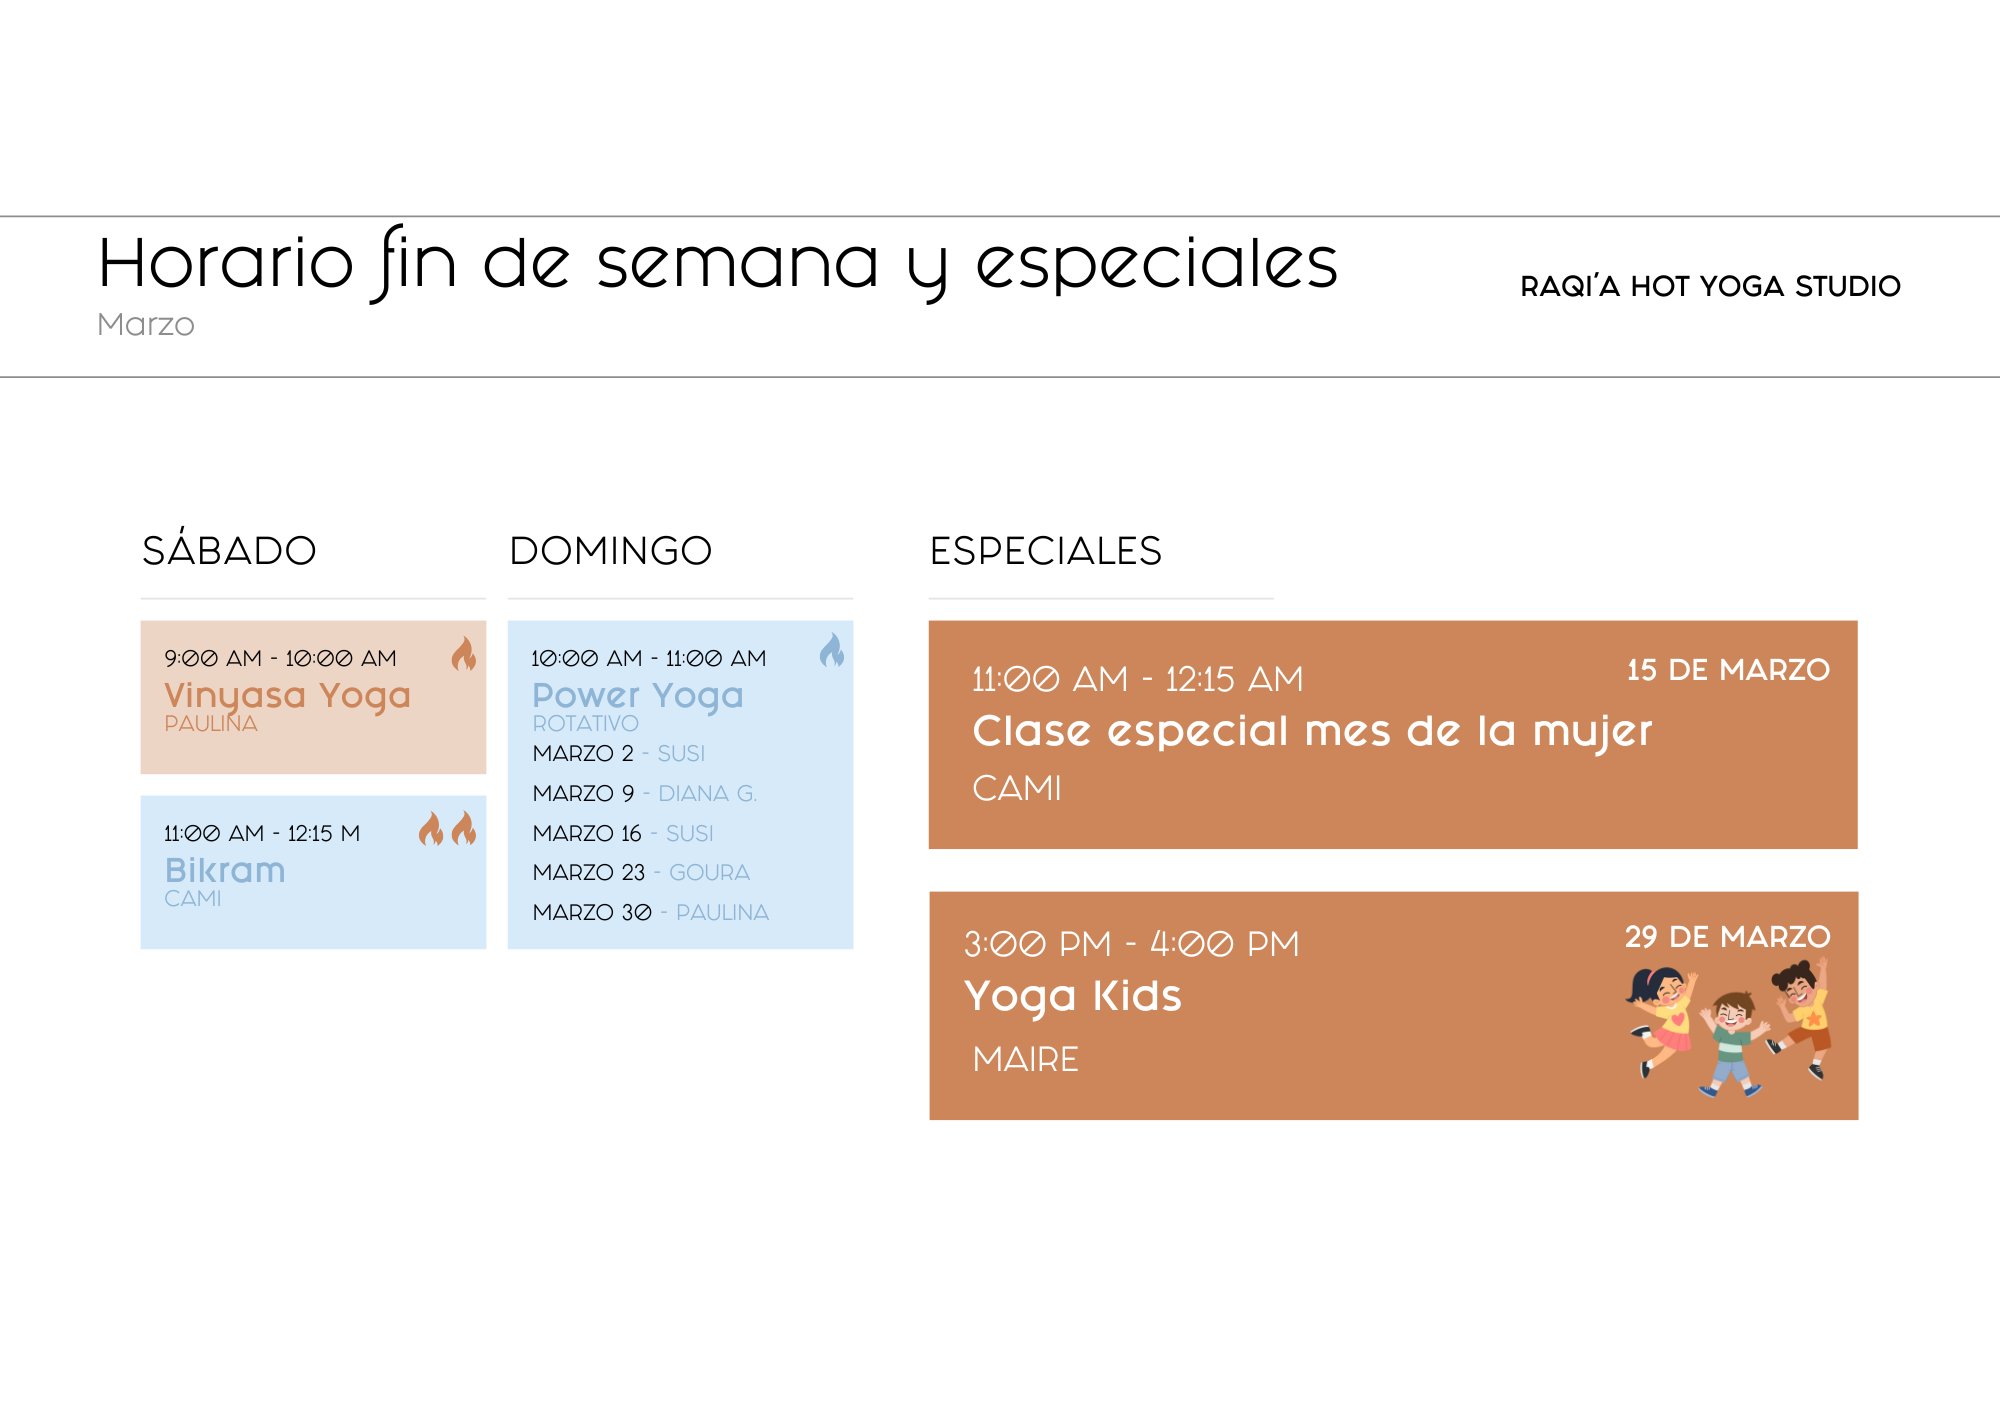 Horario fin de semana y especiales
Marzo
RAQI'A HOT YOGA STUDIO
SÁBADO
9:00 AM - 10:00 AM
Vinyasa Yoga
PAULINA
11:00 AM - 12:15 M
Bikram
CAMI
DOMINGO
10:00 AM - 11:00 AM
Power Yoga
ROTATIVO
MARZO 2 - SUSI
MARZO 9 - DIANA G.
MARZO 16 - SUSI
MARZO 23 - GOURA
MARZO 30 - PAULINA
ESPECIALES
11:00 AM - 12:15 AM
15 DE MARZO
Clase especial mes de la mujer
CAMI
3:00 PM - 4:00 PM
29 DE MARZO
Yoga Kids
MAIRE